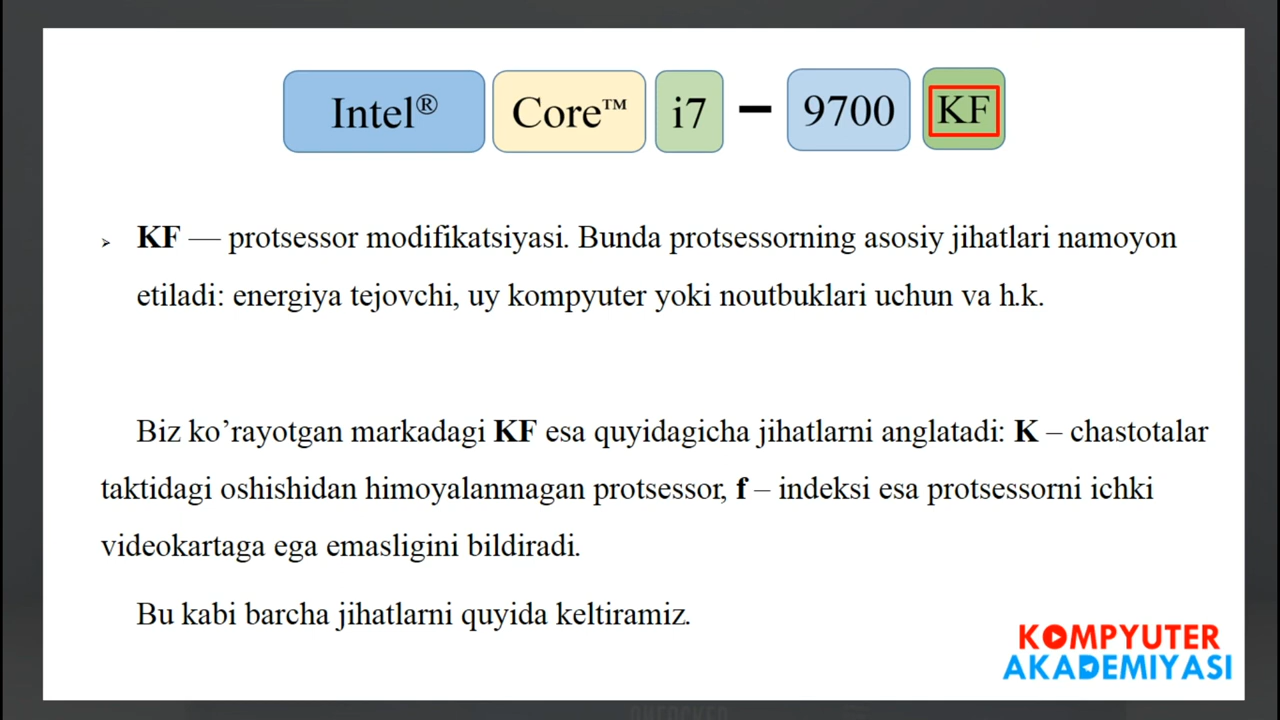 Intel® Core™ i7 – 9700 KF
➢ KF — protsessor modifikatsiyasi. Bunda protsessorning asosiy jihatlari namoyon
etiladi: energiya tejovchi, uy kompyuter yoki noutbuklari uchun va h.k.
Biz ko’rayotgan markadagi KF esa quyidagicha jihatlarni anglatadi: K – chastotalar
taktidagi oshishidan himoyalanmagan protsessor, f – indeksi esa protsessorni ichki
videokartaga ega emasligini bildiradi.
Bu kabi barcha jihatlarni quyida keltiramiz.
KOMPYUTER
AKADEMIYASI